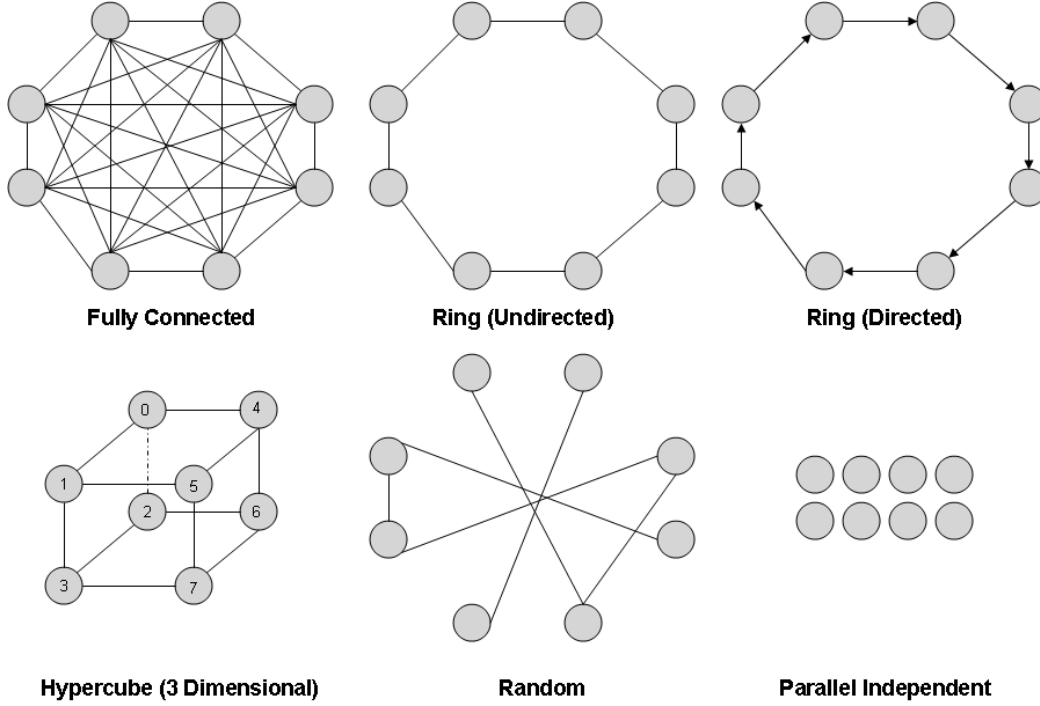 Fully Connected
Ring (Undirected)
Ring (Directed)
0
4
1
5
2
6
3
7
Hypercube (3 Dimensional)
Random
Parallel Independent